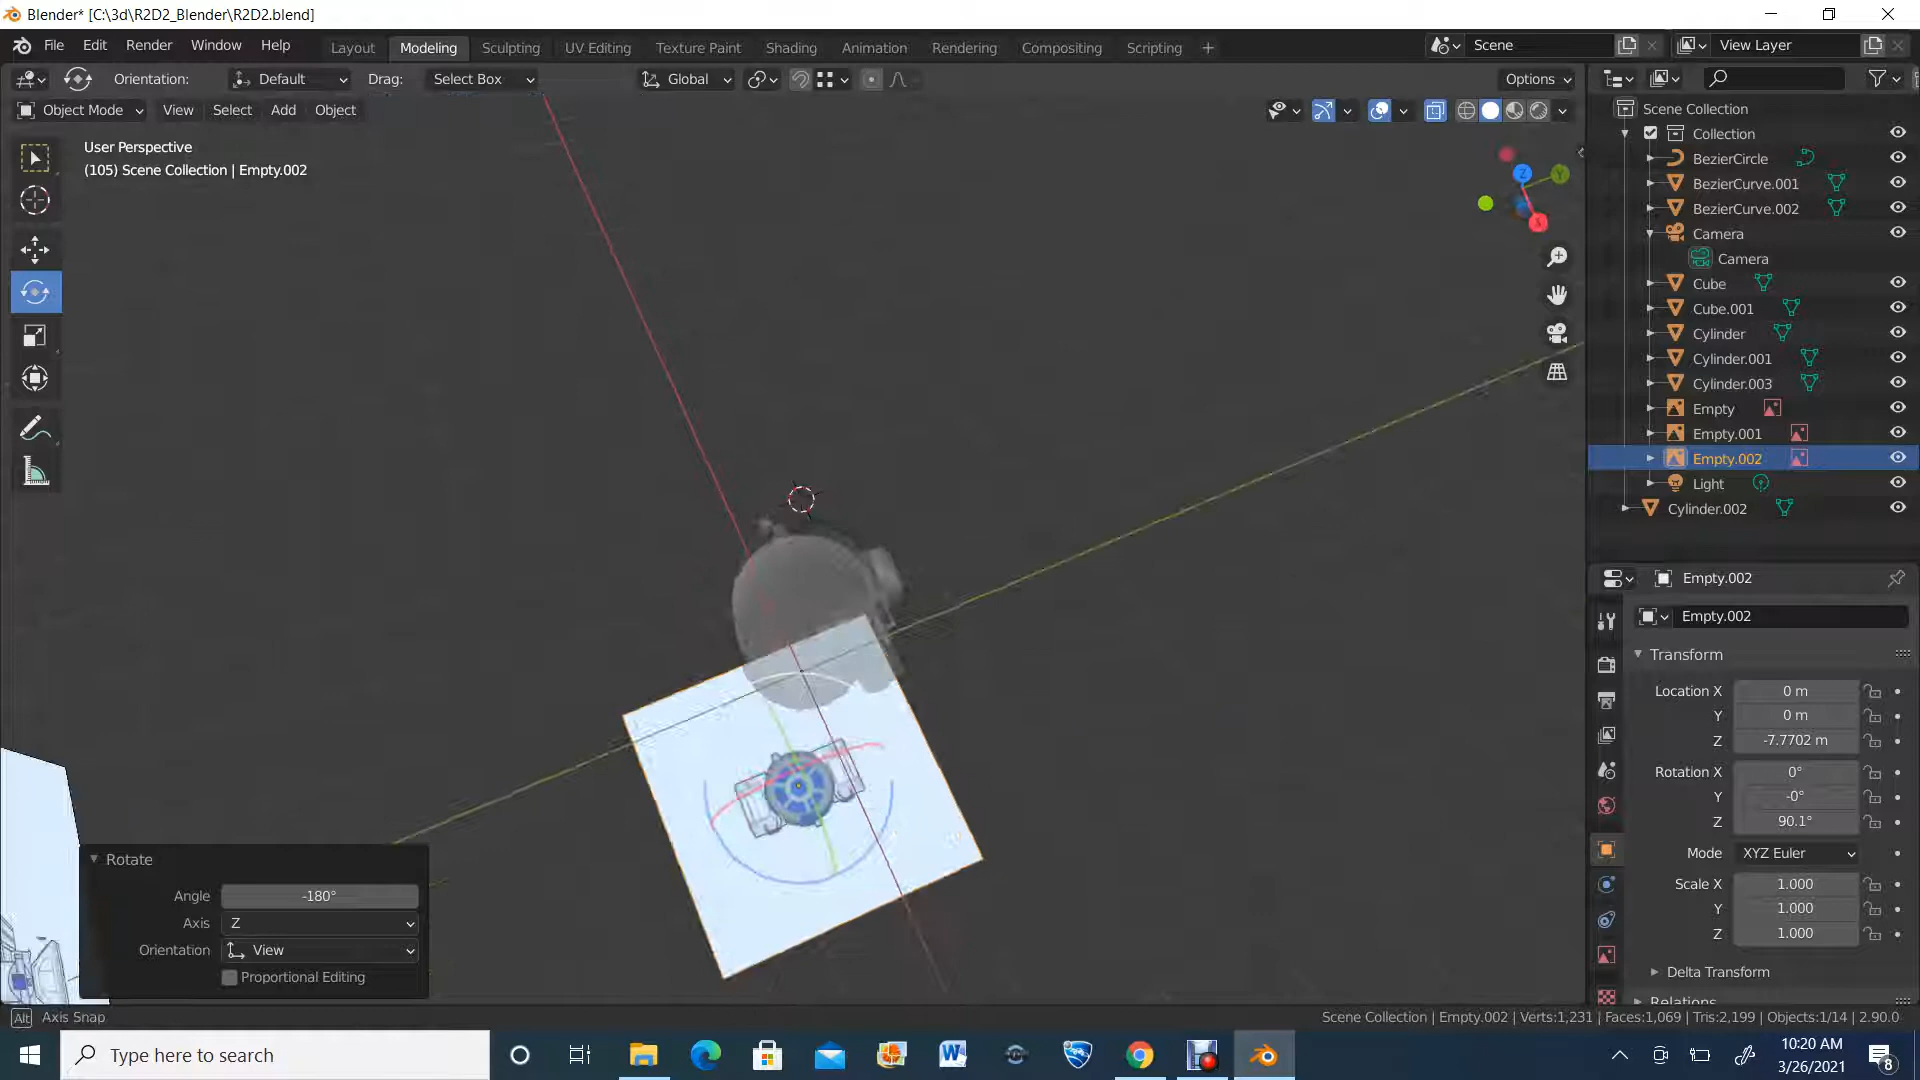 Blender* [C:\3d\R2D2_Blender\R2D2.blend]
File Edit Render Window Help
Layout Modeling Sculpting UV Editing Texture Paint Shading Animation Rendering Compositing Scripting +
Scene
View Layer
Orientation: Default Drag: Select Box
Global
Options
Object Mode View Select Add Object
User Perspective
(105) Scene Collection | Empty.002
Z
Y
X
Scene Collection
Collection
BezierCircle
BezierCurve.001
BezierCurve.002
Camera
Camera
Cube
Cube.001
Cylinder
Cylinder.001
Cylinder.003
Empty
Empty.001
Empty.002
Light
Cylinder.002
Empty.002
Empty.002
Transform
Location X 0 m
Y 0 m
Z -7.7702 m
Rotation X 0°
Y -0°
Z 90.1°
Mode XYZ Euler
Scale X 1.000
Y 1.000
Z 1.000
Delta Transform
Relations
Rotate
Angle -180°
Axis Z
Orientation View
Proportional Editing
Alt Axis Snap
Scene Collection | Empty.002 | Verts:1,231 | Faces:1,069 | Tris:2,199 | Objects:1/14 | 2.90.0
Type here to search
10:20 AM
3/26/2021
8